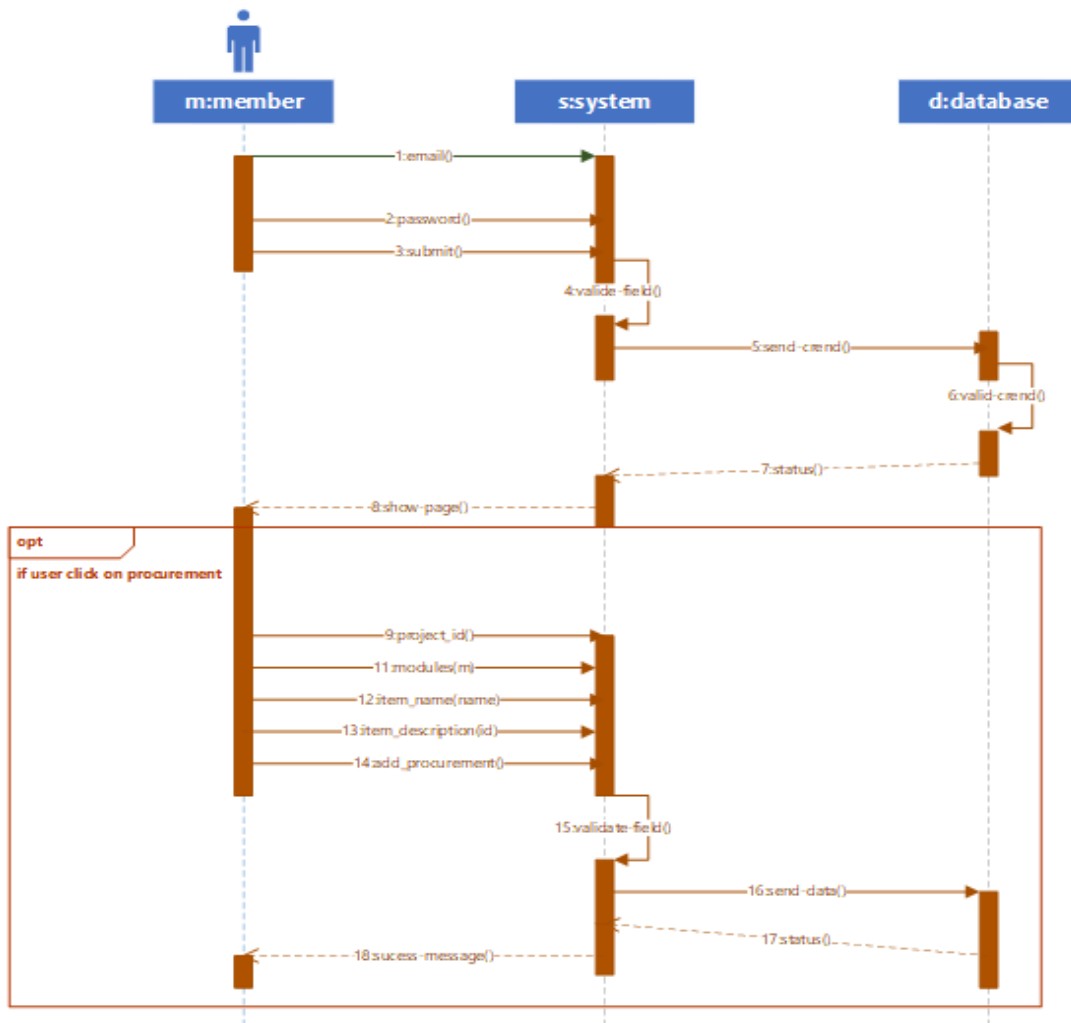 m:member
s:system
d:database
1:email()
2:password()
3:submit()
4:valide-field()
5:send-crend()
6:valid-crend()
7:status()
8:show-page()
opt
if user click on procurement
9:project_id()
11:modules(m)
12:item_name(name)
13:item_description(id)
14:add_procurement()
15:validate-field()
16:send-data()
17:status()
18:sucess-message()